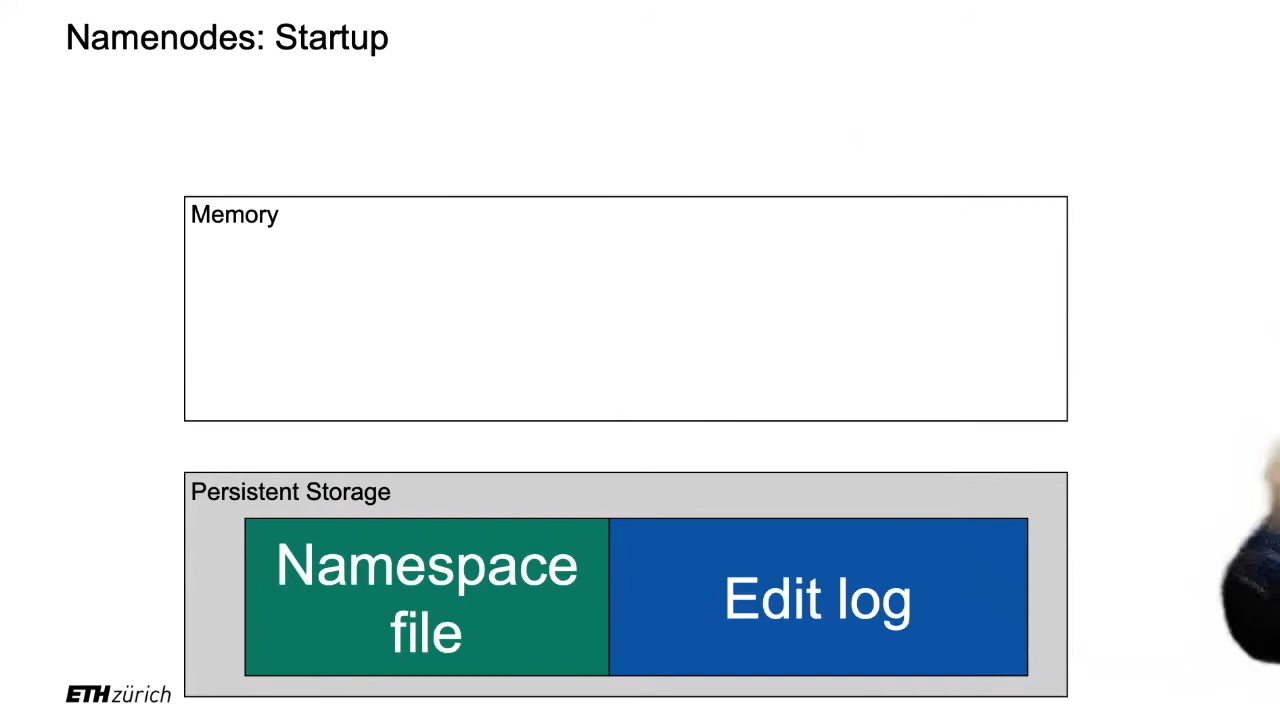 Namenodes: Startup
Memory
Persistent Storage
Namespace
file
Edit log
ETH zürich